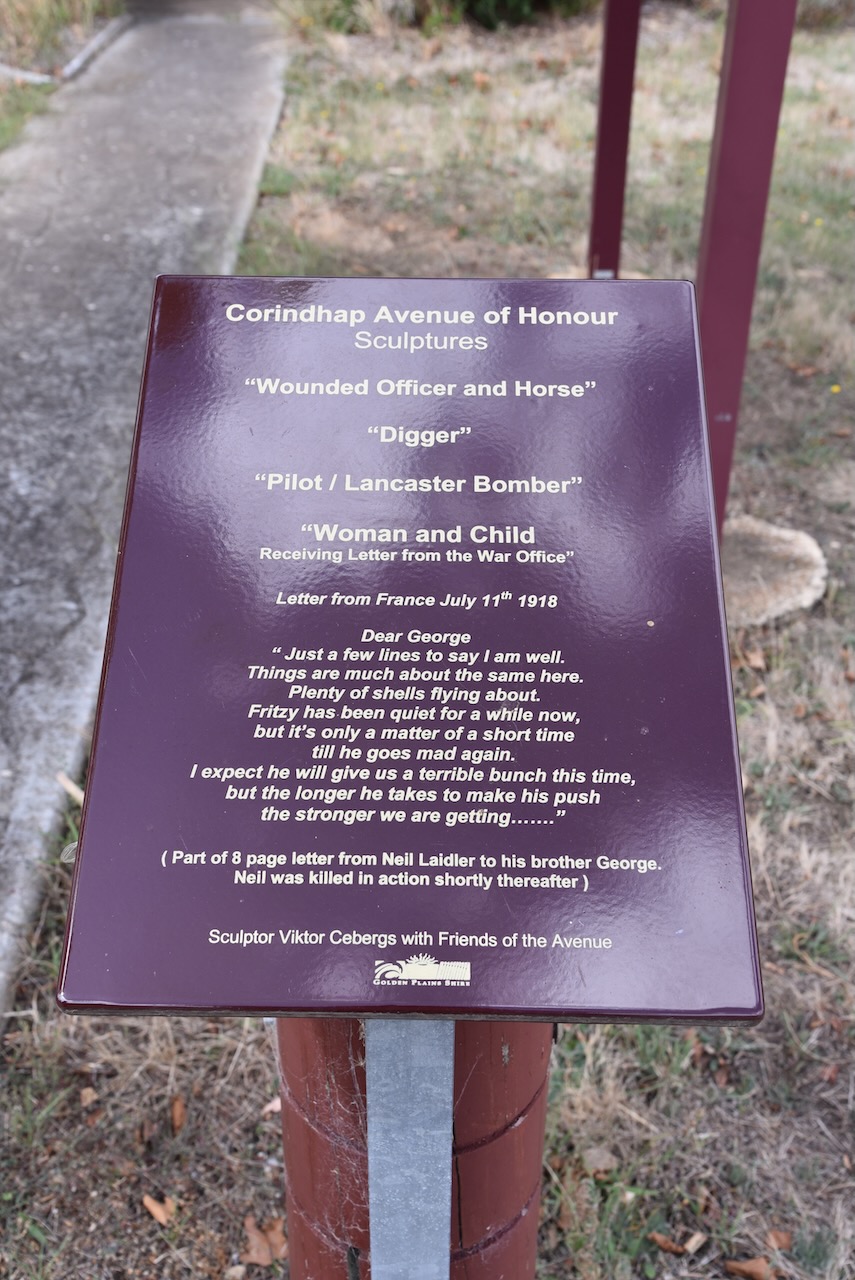 Corindhap Avenue of Honour
Sculptures
“Wounded Officer and Horse”
“Digger”
“Pilot / Lancaster Bomber”
“Woman and Child
Receiving Letter from the War Office”
Letter from France July 11th 1918
Dear George
“ Just a few lines to say I am well.
Things are much about the same here.
Plenty of shells flying about.
Fritzy has been quiet for a while now,
but it’s only a matter of a short time
till he goes mad again.
I expect he will give us a terrible bunch this time,
but the longer he takes to make his push
the stronger we are getting…….”
( Part of 8 page letter from Neil Laidler to his brother George.
Neil was killed in action shortly thereafter )
Sculptor Viktor Cebergs with Friends of the Avenue
Golden Plains Shire